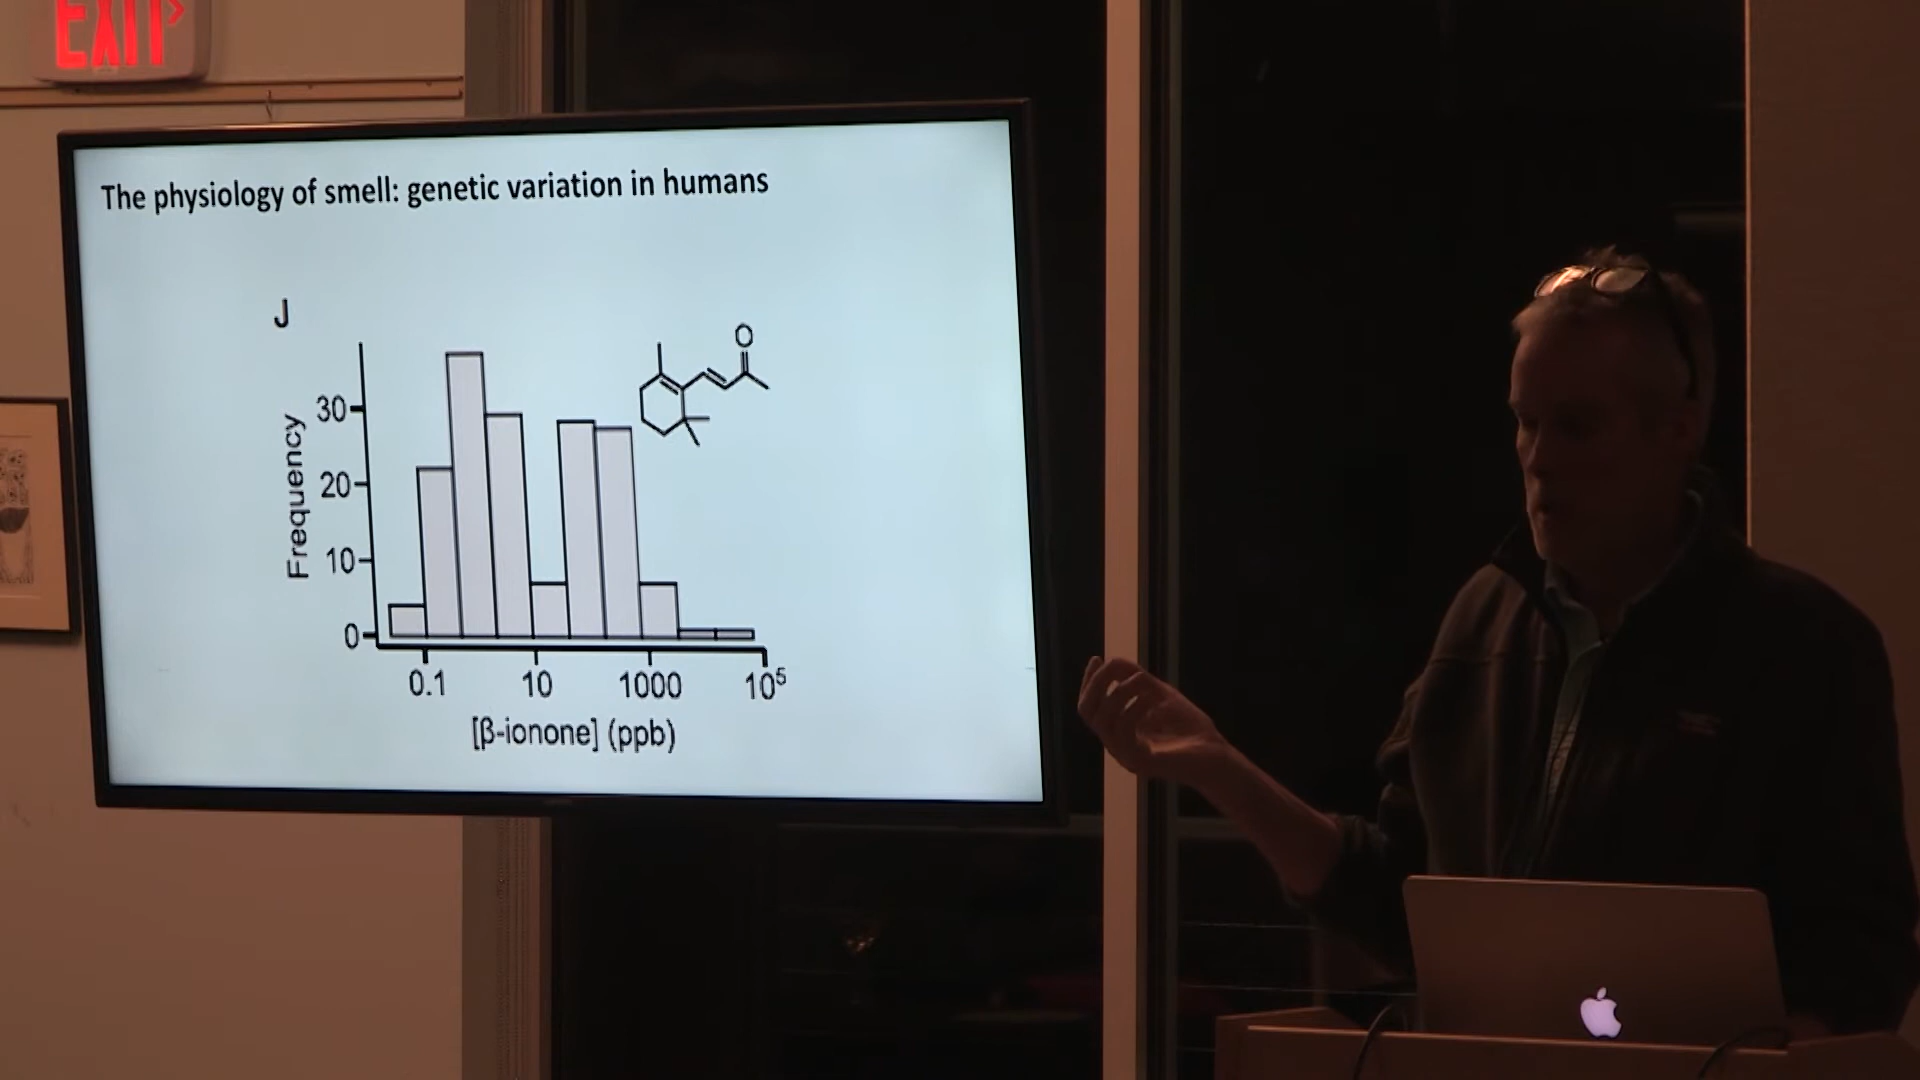 EXIT
The physiology of smell: genetic variation in humans
J
O
Frequency
30
20
10
0
0.1 10 1000 10⁵
[β-ionone] (ppb)